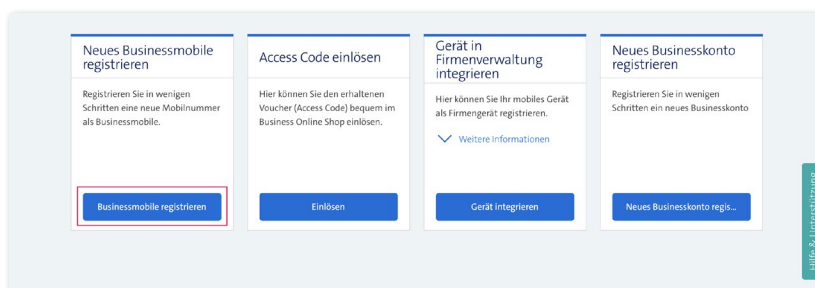 Neues Businessmobile
registrieren
Registrieren Sie in wenigen
Schritten eine neue Mobilnummer
als Businessmobile.
Businessmobile registrieren
Access Code einlösen
Hier können Sie den erhaltenen
Voucher (Access Code) bequem im
Business Online Shop einlösen.
Einlösen
Gerät in
Firmenverwaltung
integrieren
Hier können Sie Ihr mobiles Gerät
als Firmengerät registrieren.
Weitere Informationen
Gerät integrieren
Neues Businesskonto
registrieren
Registrieren Sie in wenigen
Schritten ein neues Businesskonto
Neues Businesskonto regis...
Hilfe & Unterstützung